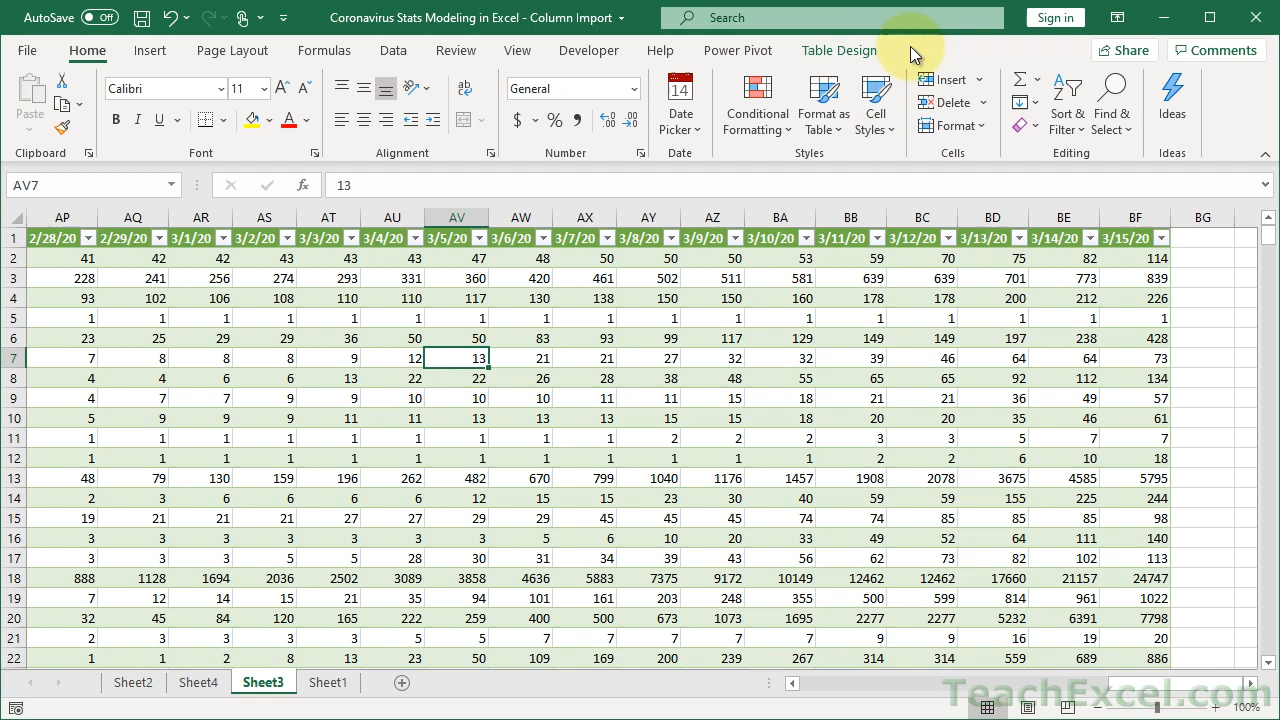 AutoSave Off Coronavirus Stats Modeling in Excel - Column Import Search Sign in
File Home Insert Page Layout Formulas Data Review View Developer Help Power Pivot Table Design Share Comments
Calibri 11 General Insert
Paste Date Picker Conditional Formatting Format as Table Cell Styles Delete Sort & Filter Find & Select Ideas
B I U A $ % , Format
Clipboard Font Alignment Number Date Styles Cells Editing Ideas
AV7 fx 13
AP AQ AR AS AT AU AV AW AX AY AZ BA BB BC BD BE BF BG
1 2/28/20 2/29/20 3/1/20 3/2/20 3/3/20 3/4/20 3/5/20 3/6/20 3/7/20 3/8/20 3/9/20 3/10/20 3/11/20 3/12/20 3/13/20 3/14/20 3/15/20
2 41 42 42 43 43 43 47 48 50 50 50 53 59 70 75 82 114
3 228 241 256 274 293 331 360 420 461 502 511 581 639 639 701 773 839
4 93 102 106 108 110 110 117 130 138 150 150 160 178 178 200 212 226
5 1 1 1 1 1 1 1 1 1 1 1 1 1 1 1 1 1
6 23 25 29 29 36 50 50 83 93 99 117 129 149 149 197 238 428
7 7 8 8 8 9 12 13 21 21 27 32 32 39 46 64 64 73
8 4 4 6 6 13 22 22 26 28 38 48 55 65 65 92 112 134
9 4 7 7 9 9 10 10 10 11 11 15 18 21 21 36 49 57
10 5 9 9 9 11 11 13 13 13 15 15 18 20 20 35 46 61
11 1 1 1 1 1 1 1 1 1 2 2 2 3 3 5 7 7
12 1 1 1 1 1 1 1 1 1 1 1 1 2 2 6 10 18
13 48 79 130 159 196 262 482 670 799 1040 1176 1457 1908 2078 3675 4585 5795
14 2 3 6 6 6 6 12 15 15 23 30 40 59 59 155 225 244
15 19 21 21 21 27 27 29 29 45 45 45 74 74 85 85 85 98
16 3 3 3 3 3 3 3 5 6 10 20 33 49 52 64 111 140
17 3 3 3 5 5 28 30 31 34 39 43 56 62 73 82 102 113
18 888 1128 1694 2036 2502 3089 3858 4636 5883 7375 9172 10149 12462 12462 17660 21157 24747
19 7 12 14 15 21 35 94 101 161 203 248 355 500 599 814 961 1022
20 32 45 84 120 165 222 259 400 500 673 1073 1695 2277 2277 5232 6391 7798
21 2 3 3 3 3 5 5 7 7 7 7 7 9 9 16 19 20
22 1 1 2 8 13 23 50 109 169 200 239 267 314 314 559 689 886
Sheet2 Sheet4 Sheet3 Sheet1
TeachExcel.com
100%